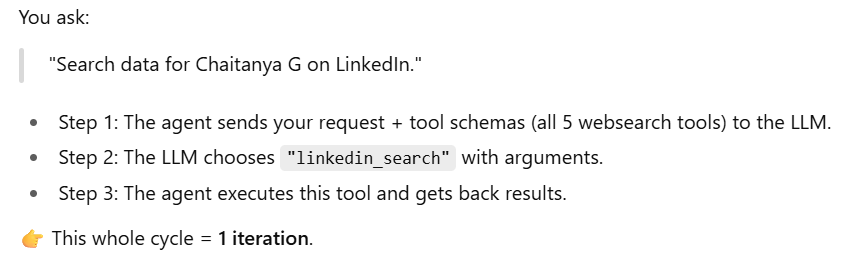 You ask:
"Search data for Chaitanya G on LinkedIn."
• Step 1: The agent sends your request + tool schemas (all 5 websearch tools) to the LLM.
• Step 2: The LLM chooses "linkedin_search" with arguments.
• Step 3: The agent executes this tool and gets back results.
👉 This whole cycle = 1 iteration.